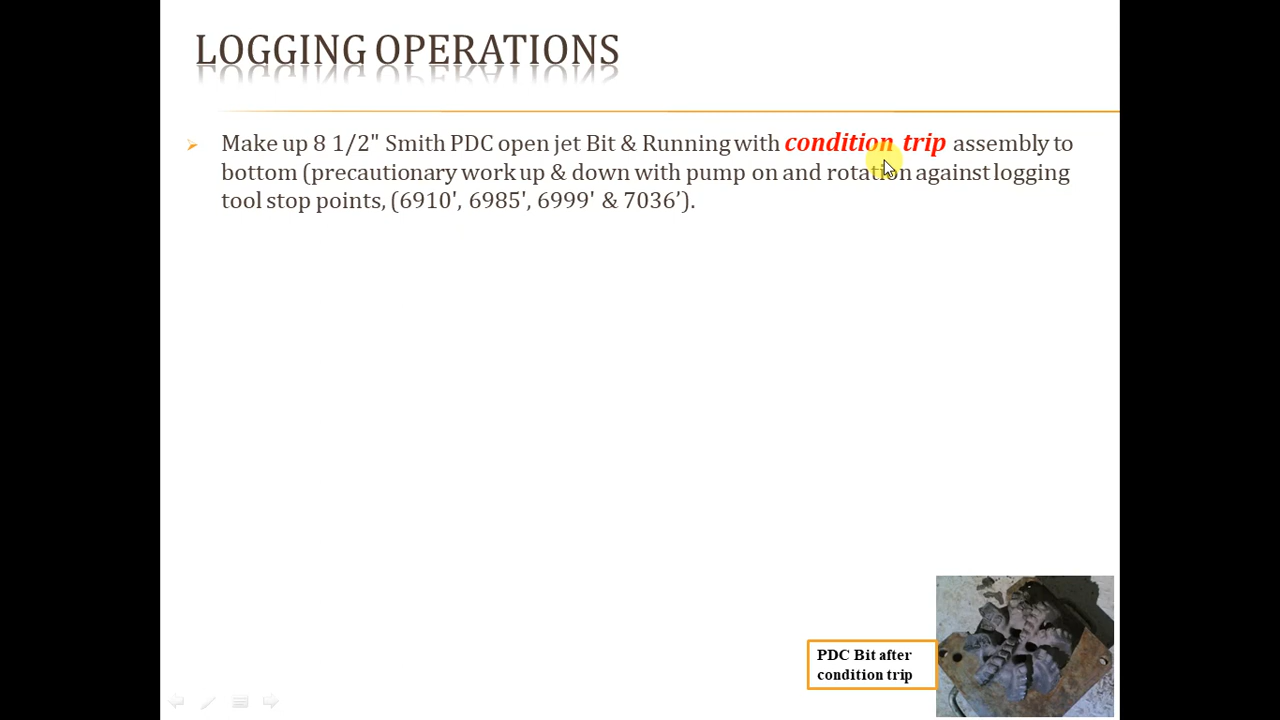 LOGGING OPERATIONS
Make up 8 1/2" Smith PDC open jet Bit & Running with condition trip assembly to
bottom (precautionary work up & down with pump on and rotation against logging
tool stop points, (6910', 6985', 6999' & 7036’).
PDC Bit after
condition trip